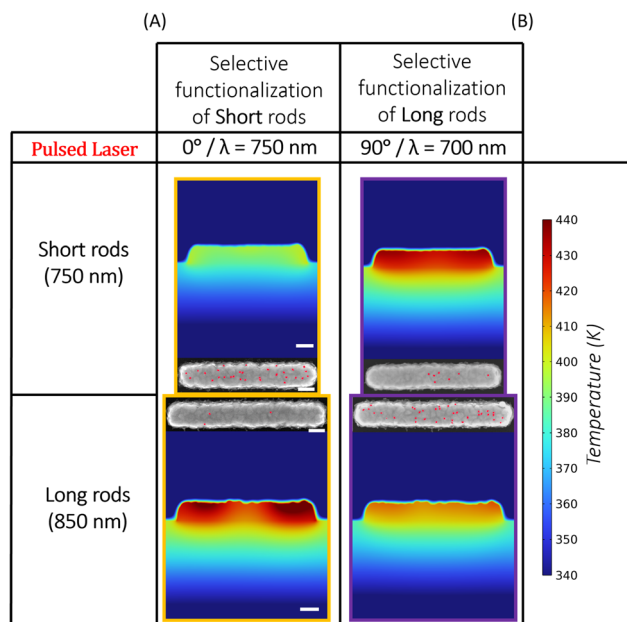 (A)
(B)
Selective
functionalization
of Short rods
Selective
functionalization
of Long rods
Pulsed Laser
0° / λ = 750 nm
90° / λ = 700 nm
Short rods
(750 nm)
Long rods
(850 nm)
440
430
420
410
400
390
380
370
360
350
340
Temperature (K)